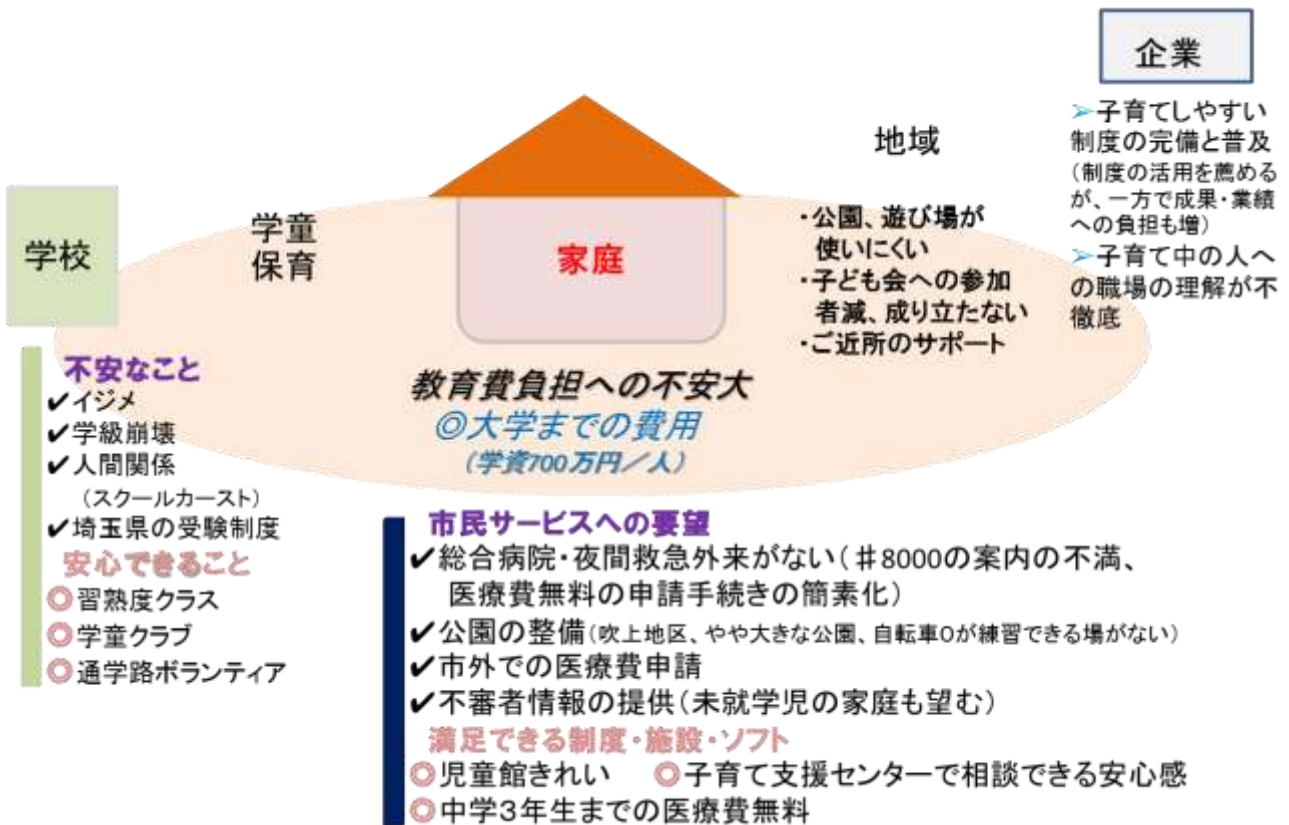 企業
➢子育てしやすい
制度の完備と普及
(制度の活用を薦める
が、一方で成果・業績
への負担も増)
➢子育て中の人へ
の職場の理解が不
徹底
地域
・公園、遊び場が
使いにくい
・子ども会への参加
者減、成り立たない
・ご近所のサポート
家庭
学童
保育
学校
教育費負担への不安大
◎大学までの費用
(学資700万円／人)
不安なこと
✔イジメ
✔学級崩壊
✔人間関係
(スクールカースト)
✔埼玉県の受験制度
安心できること
◎習熟度クラス
◎学童クラブ
◎通学路ボランティア
市民サービスへの要望
✔総合病院・夜間救急外来がない(＃8000の案内の不満、
医療費無料の申請手続きの簡素化)
✔公園の整備(吹上地区、やや大きな公園、自転車0が練習できる場がない)
✔市外での医療費申請
✔不審者情報の提供(未就学児の家庭も望む)
満足できる制度・施設・ソフト
◎児童館きれい　◎子育て支援センターで相談できる安心感
◎中学3年生までの医療費無料